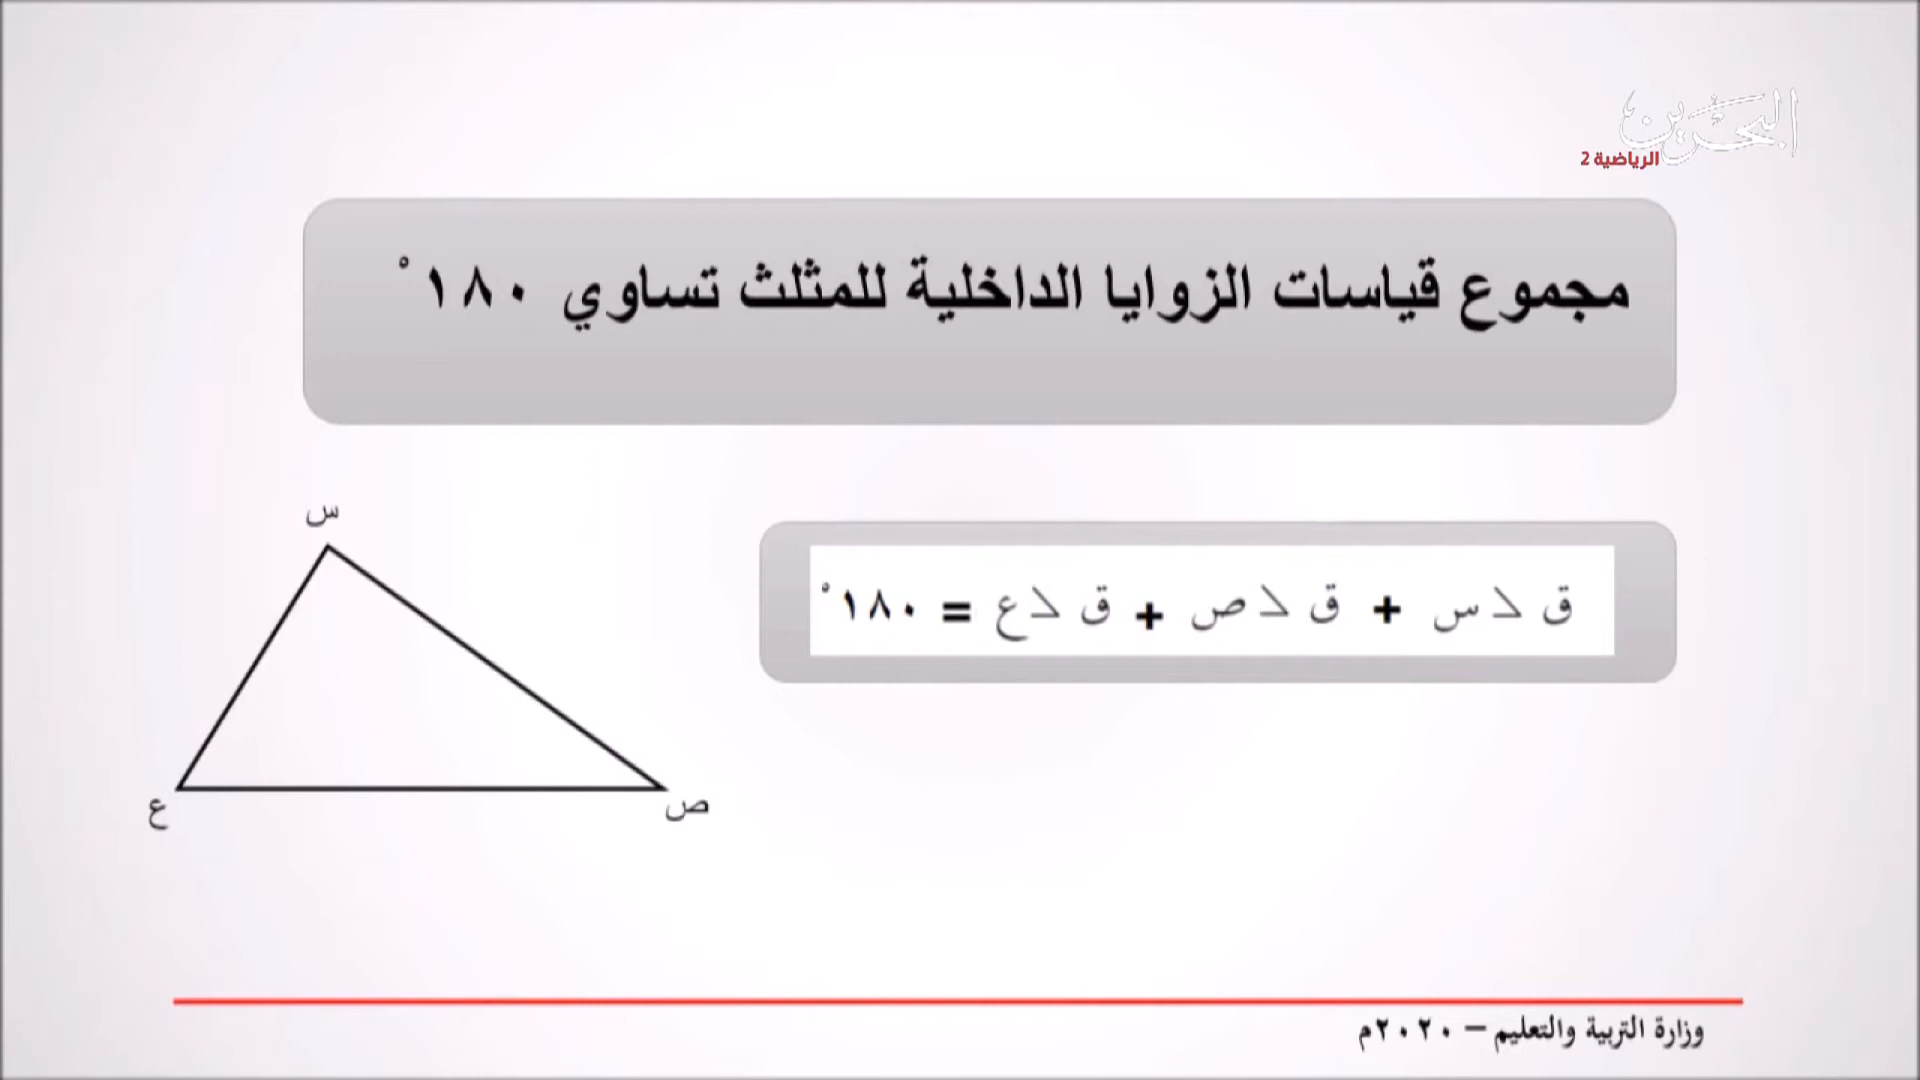 البحرين
الرياضية 2
مجموع قياسات الزوايا الداخلية للمثلث تساوي ١٨٠°
س
ق ∠ س + ق ∠ ص + ق ∠ ع = ١٨٠°
ص
ع
وزارة التربية والتعليم – ٢٠٢٠م